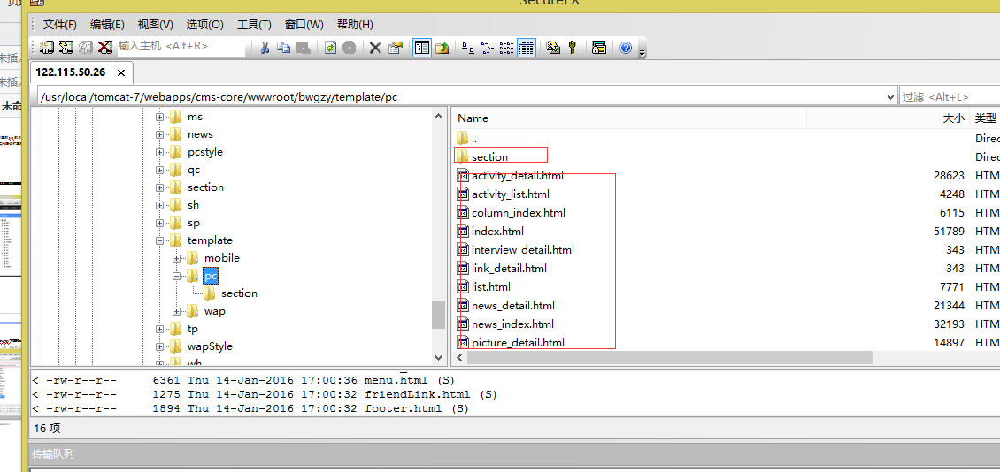 SecureFX
文件(F) 编辑(E) 视图(V) 选项(O) 工具(T) 窗口(W) 帮助(H)
输入主机 <Alt+R>
未插
122.115.50.26
未插
/usr/local/tomcat-7/webapps/cms-core/wwwroot/bwgzy/template/pc 过滤 <Alt+L>
未命
ms
news
pcstyle
qc
section
sh
sp
template
mobile
pc
section
wap
tp
wapStyle
wh
Name 大小 类型
.. Direc
section Direc
activity_detail.html 28623 HTM
activity_list.html 4248 HTM
column_index.html 6115 HTM
index.html 51789 HTM
interview_detail.html 343 HTM
link_detail.html 343 HTM
list.html 7771 HTM
news_detail.html 21344 HTM
news_index.html 32193 HTM
picture_detail.html 14897 HTM
< -rw-r--r-- 6361 Thu 14-Jan-2016 17:00:36 menu.html (S)
< -rw-r--r-- 1275 Thu 14-Jan-2016 17:00:32 friendLink.html (S)
< -rw-r--r-- 1894 Thu 14-Jan-2016 17:00:32 footer.html (S)
16 项
传输队列